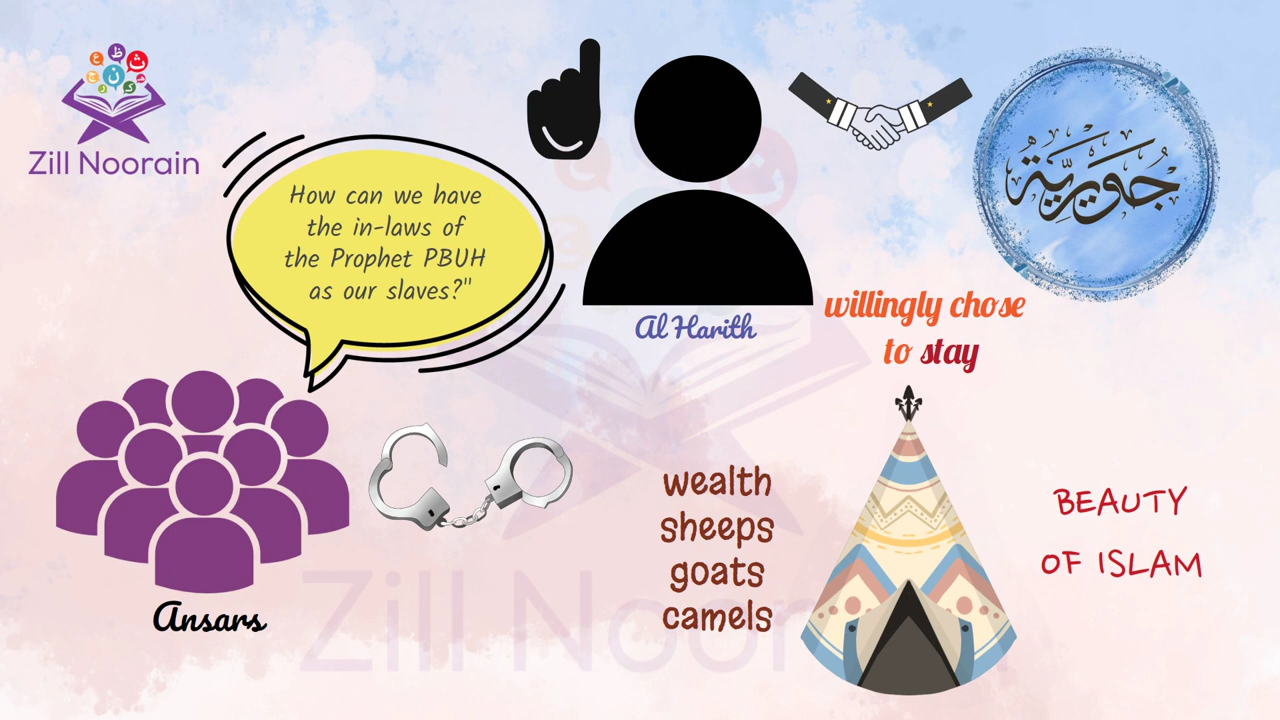 Zill Noorain
How can we have
the in-laws of
the Prophet PBUH
as our slaves?"
Al Harith
جويرية
willingly chose
to stay
Ansars
wealth
sheeps
goats
camels
BEAUTY
OF ISLAM
Zill Noorain